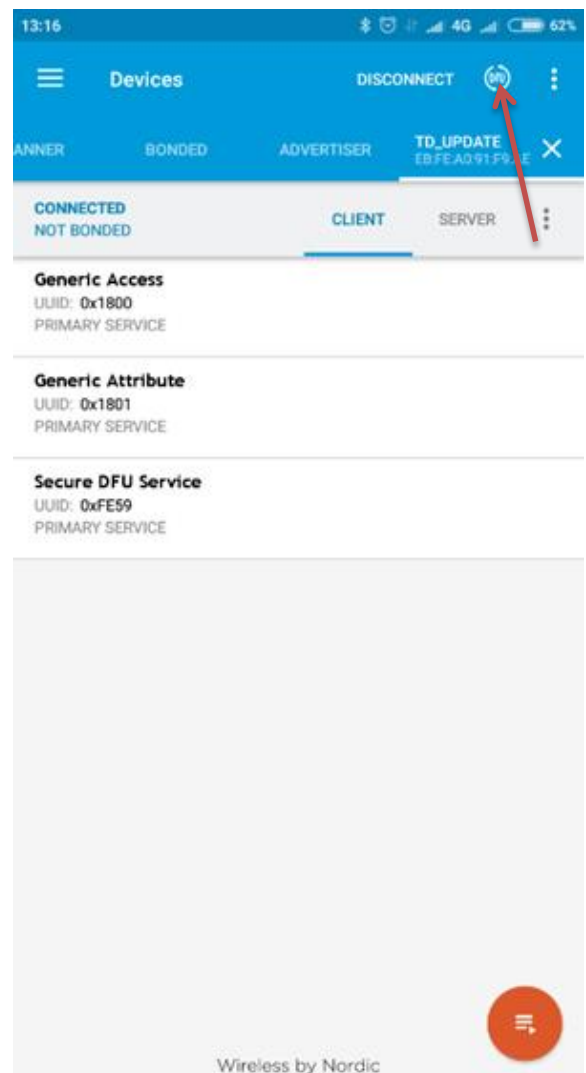 13:16 4G 62%
Devices DISCONNECT DFU
ANNER BONDED ADVERTISER TD_UPDATE
CONNECTED
NOT BONDED CLIENT SERVER
Generic Access
UUID: 0x1800
PRIMARY SERVICE
Generic Attribute
UUID: 0x1801
PRIMARY SERVICE
Secure DFU Service
UUID: 0xFE59
PRIMARY SERVICE
Wireless by Nordic